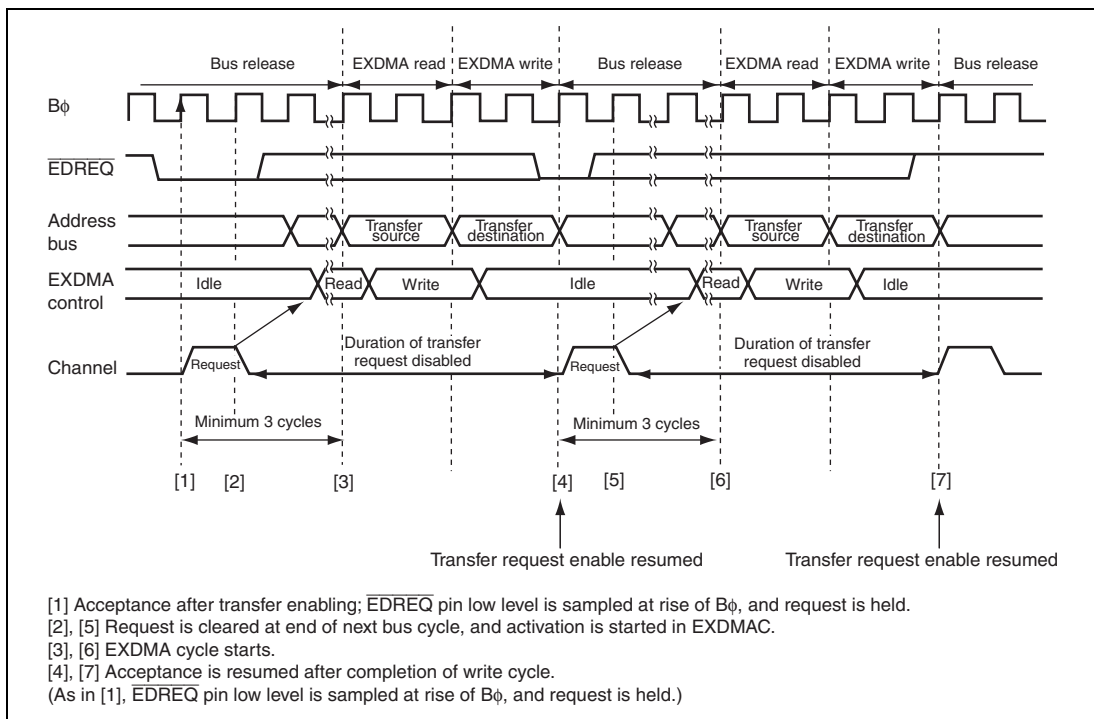 Bus release EXDMA read EXDMA write Bus release EXDMA read EXDMA write Bus release
Bϕ
EDREQ
Address bus
Transfer source
Transfer destination
Transfer source
Transfer destination
EXDMA control
Idle Read Write Idle Read Write Idle
Channel
Request
Duration of transfer request disabled
Request
Duration of transfer request disabled
Minimum 3 cycles Minimum 3 cycles
[1] [2] [3] [4] [5] [6] [7]
Transfer request enable resumed Transfer request enable resumed
[1] Acceptance after transfer enabling; EDREQ pin low level is sampled at rise of Bϕ, and request is held.
[2], [5] Request is cleared at end of next bus cycle, and activation is started in EXDMAC.
[3], [6] EXDMA cycle starts.
[4], [7] Acceptance is resumed after completion of write cycle.
(As in [1], EDREQ pin low level is sampled at rise of Bϕ, and request is held.)